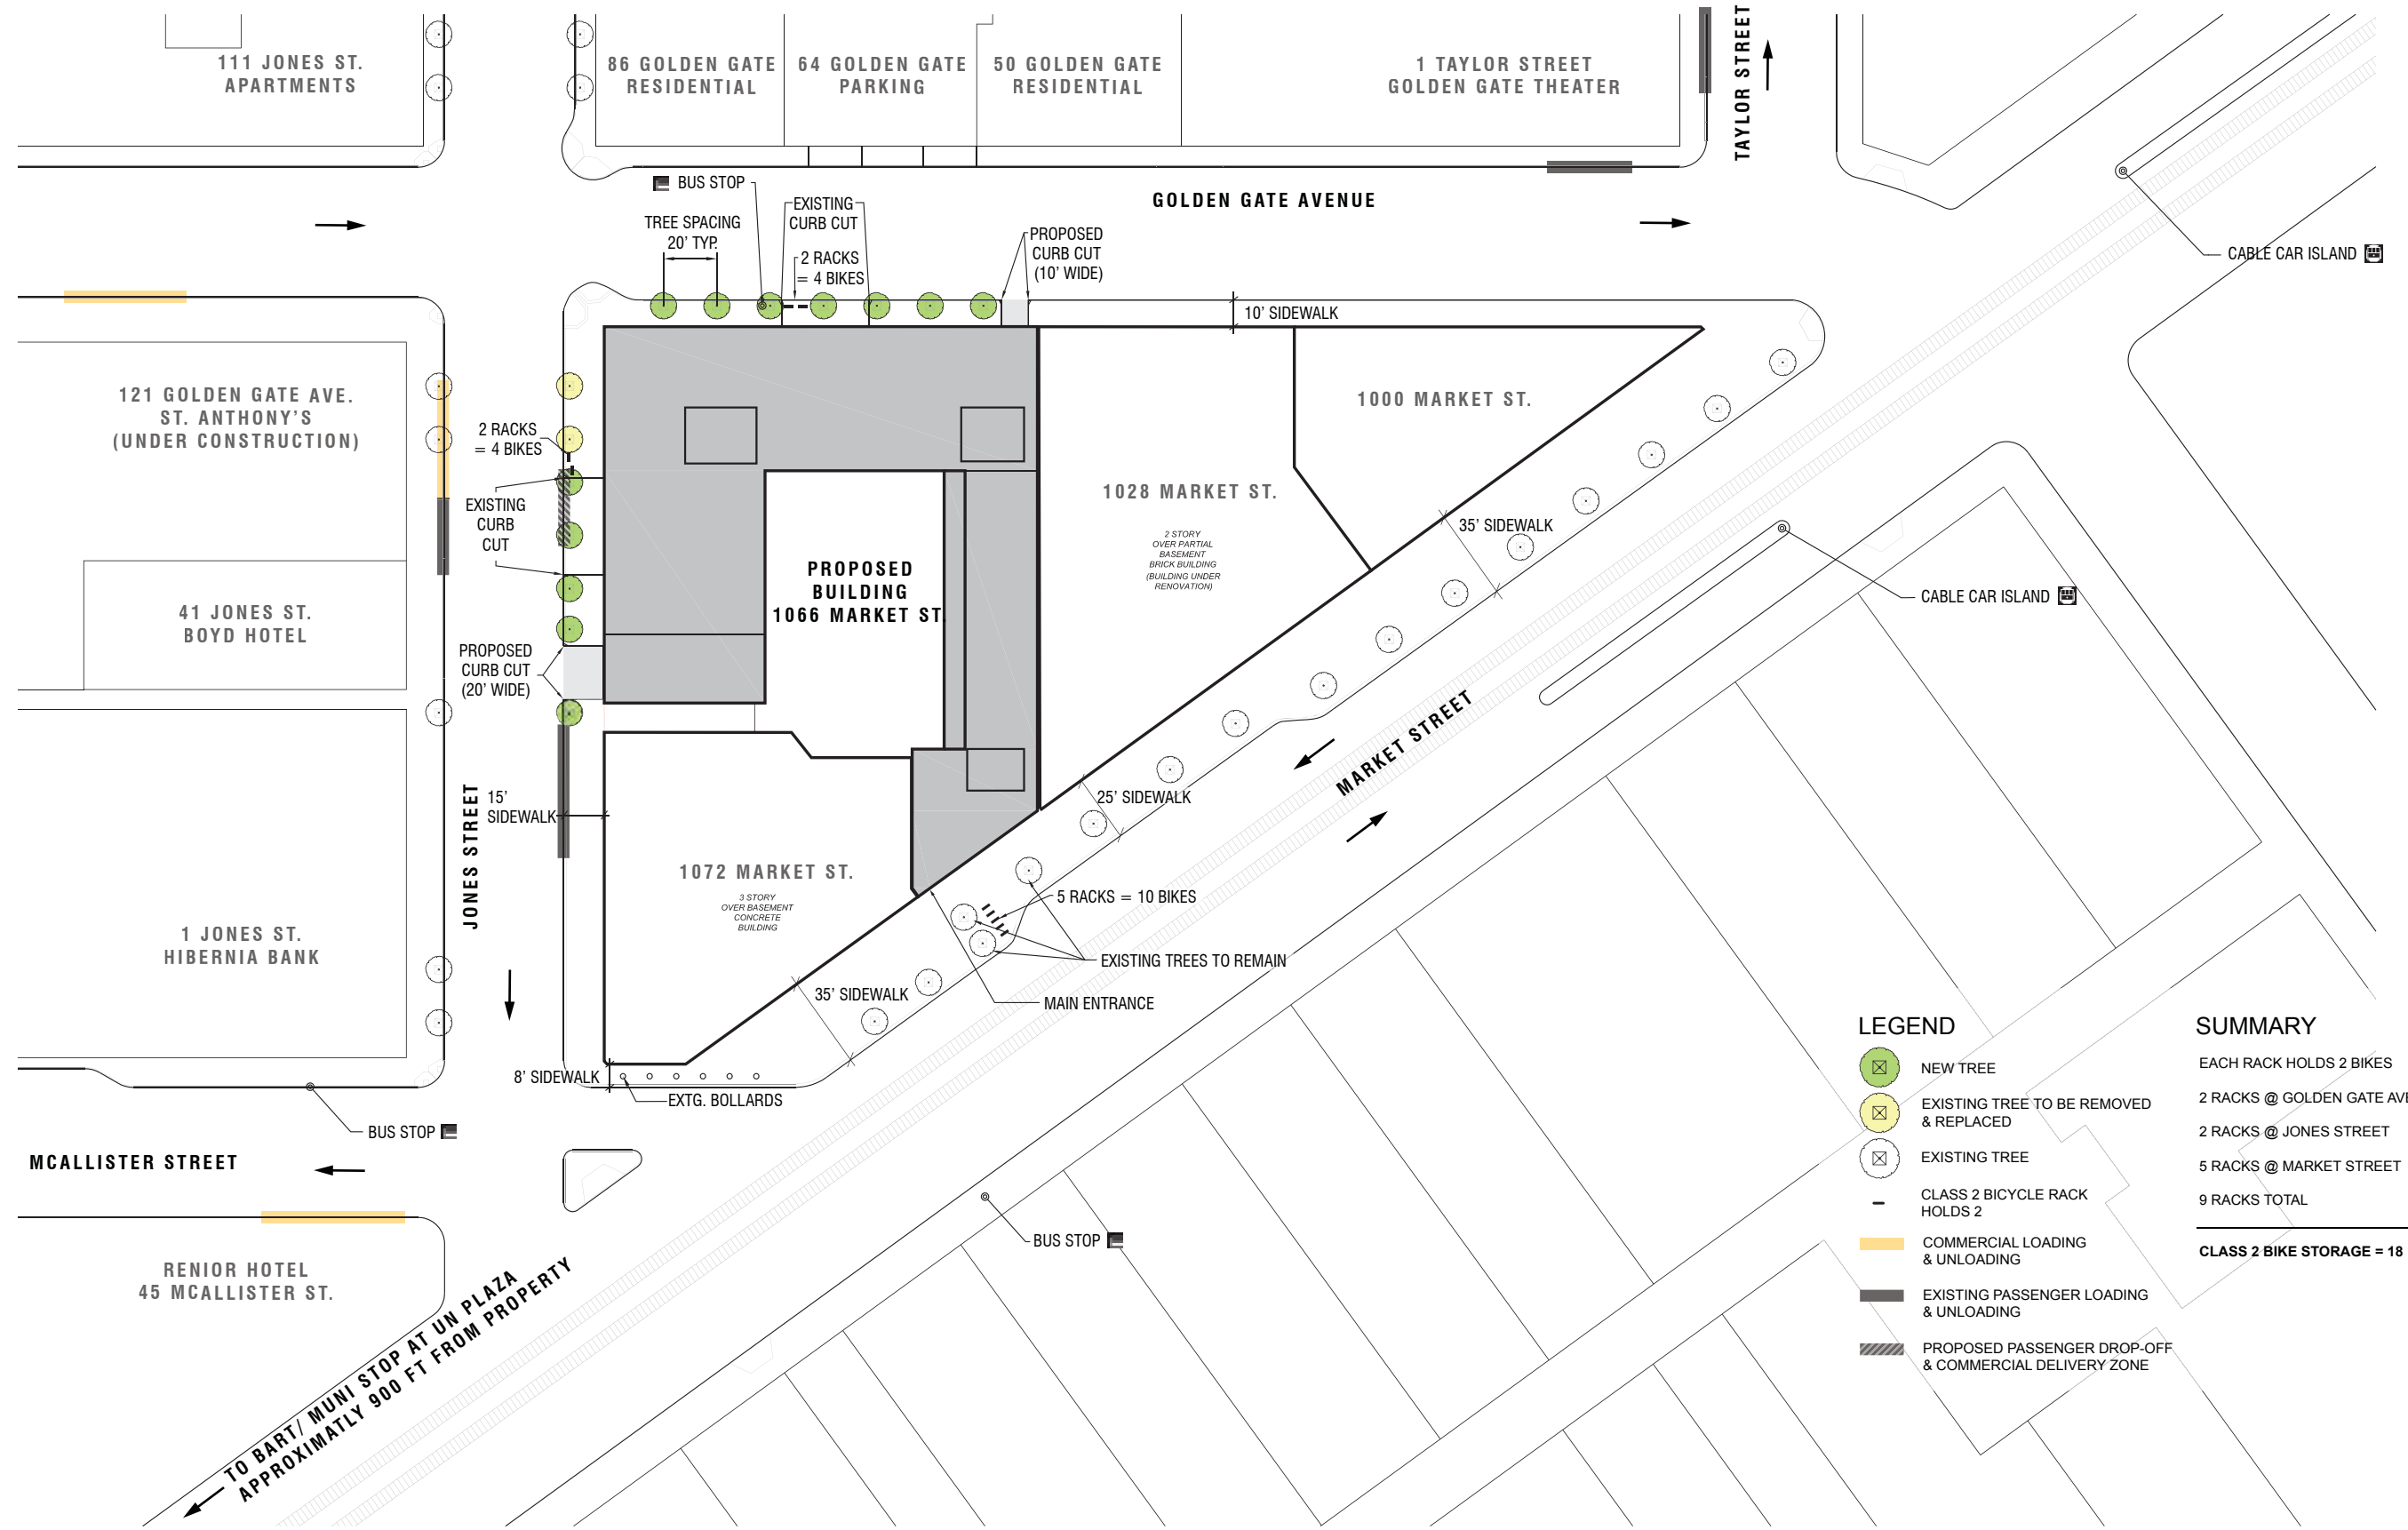 111 JONES ST.
APARTMENTS
86 GOLDEN GATE
RESIDENTIAL
64 GOLDEN GATE
PARKING
50 GOLDEN GATE
RESIDENTIAL
1 TAYLOR STREET
GOLDEN GATE THEATER
TAYLOR STREET
BUS STOP
GOLDEN GATE AVENUE
TREE SPACING
20' TYP.
EXISTING
CURB CUT
2 RACKS
= 4 BIKES
PROPOSED
CURB CUT
(10' WIDE)
CABLE CAR ISLAND
10' SIDEWALK
121 GOLDEN GATE AVE.
ST. ANTHONY'S
(UNDER CONSTRUCTION)
2 RACKS
= 4 BIKES
EXISTING
CURB
CUT
1000 MARKET ST.
1028 MARKET ST.
2 STORY
OVER PARTIAL
BASEMENT
BRICK BUILDING
(BUILDING UNDER
RENOVATION)
35' SIDEWALK
PROPOSED
BUILDING
1066 MARKET ST.
CABLE CAR ISLAND
41 JONES ST.
BOYD HOTEL
PROPOSED
CURB CUT
(20' WIDE)
MARKET STREET
15'
SIDEWALK
JONES STREET
25' SIDEWALK
1072 MARKET ST.
3 STORY
OVER BASEMENT
CONCRETE
BUILDING
5 RACKS = 10 BIKES
EXISTING TREES TO REMAIN
MAIN ENTRANCE
35' SIDEWALK
1 JONES ST.
HIBERNIA BANK
8' SIDEWALK
EXTG. BOLLARDS
BUS STOP
MCALLISTER STREET
BUS STOP
RENIOR HOTEL
45 MCALLISTER ST.
TO BART/ MUNI STOP AT UN PLAZA
APPROXIMATLY 900 FT FROM PROPERTY
LEGEND
NEW TREE
EXISTING TREE TO BE REMOVED
& REPLACED
EXISTING TREE
CLASS 2 BICYCLE RACK
HOLDS 2
COMMERCIAL LOADING
& UNLOADING
EXISTING PASSENGER LOADING
& UNLOADING
PROPOSED PASSENGER DROP-OFF
& COMMERCIAL DELIVERY ZONE
SUMMARY
EACH RACK HOLDS 2 BIKES
2 RACKS @ GOLDEN GATE
2 RACKS @ JONES STREET
5 RACKS @ MARKET STREET
9 RACKS TOTAL
CLASS 2 BIKE STORAGE = 18